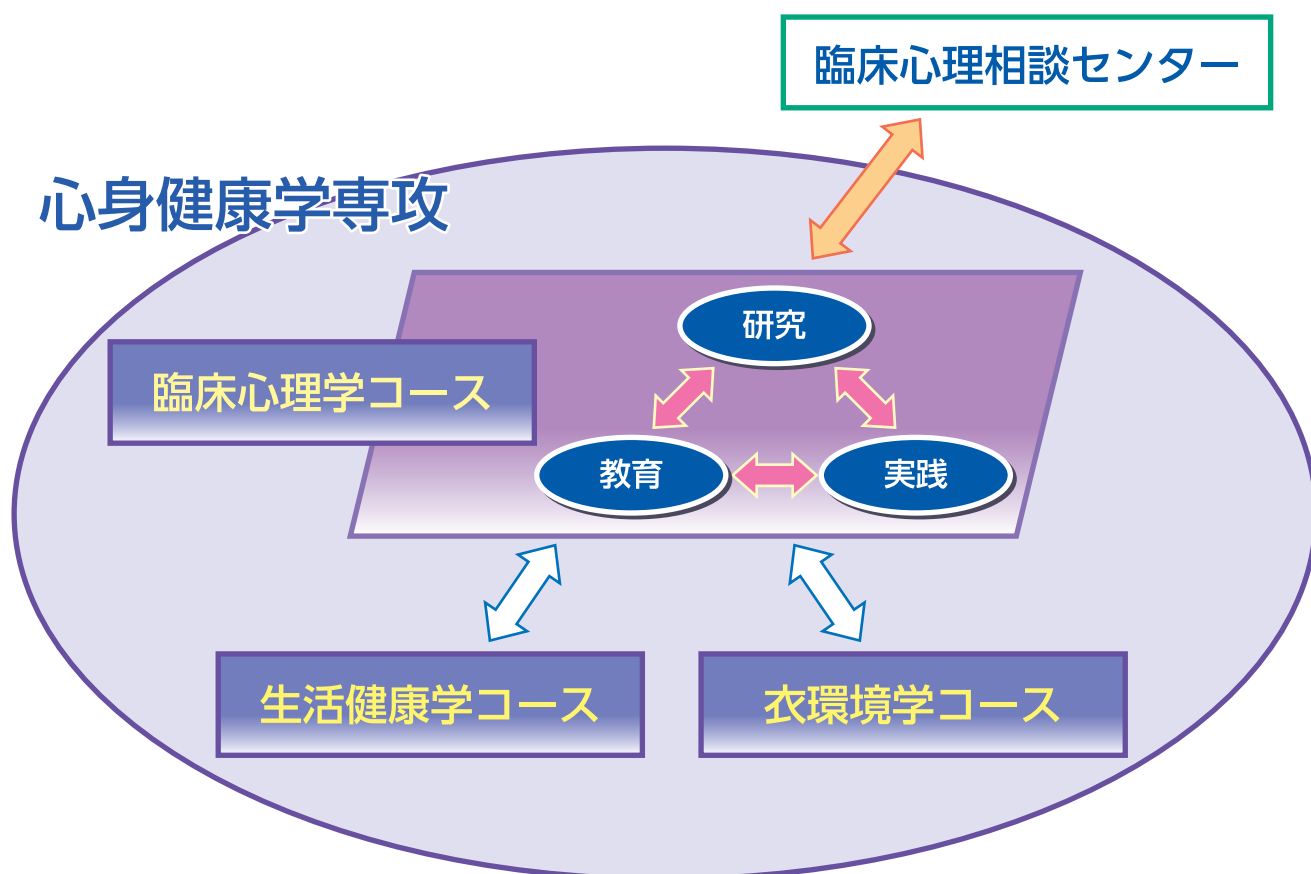 臨床心理相談センター
心身健康学専攻
研究
臨床心理学コース
教育
実践
生活健康学コース
衣環境学コース